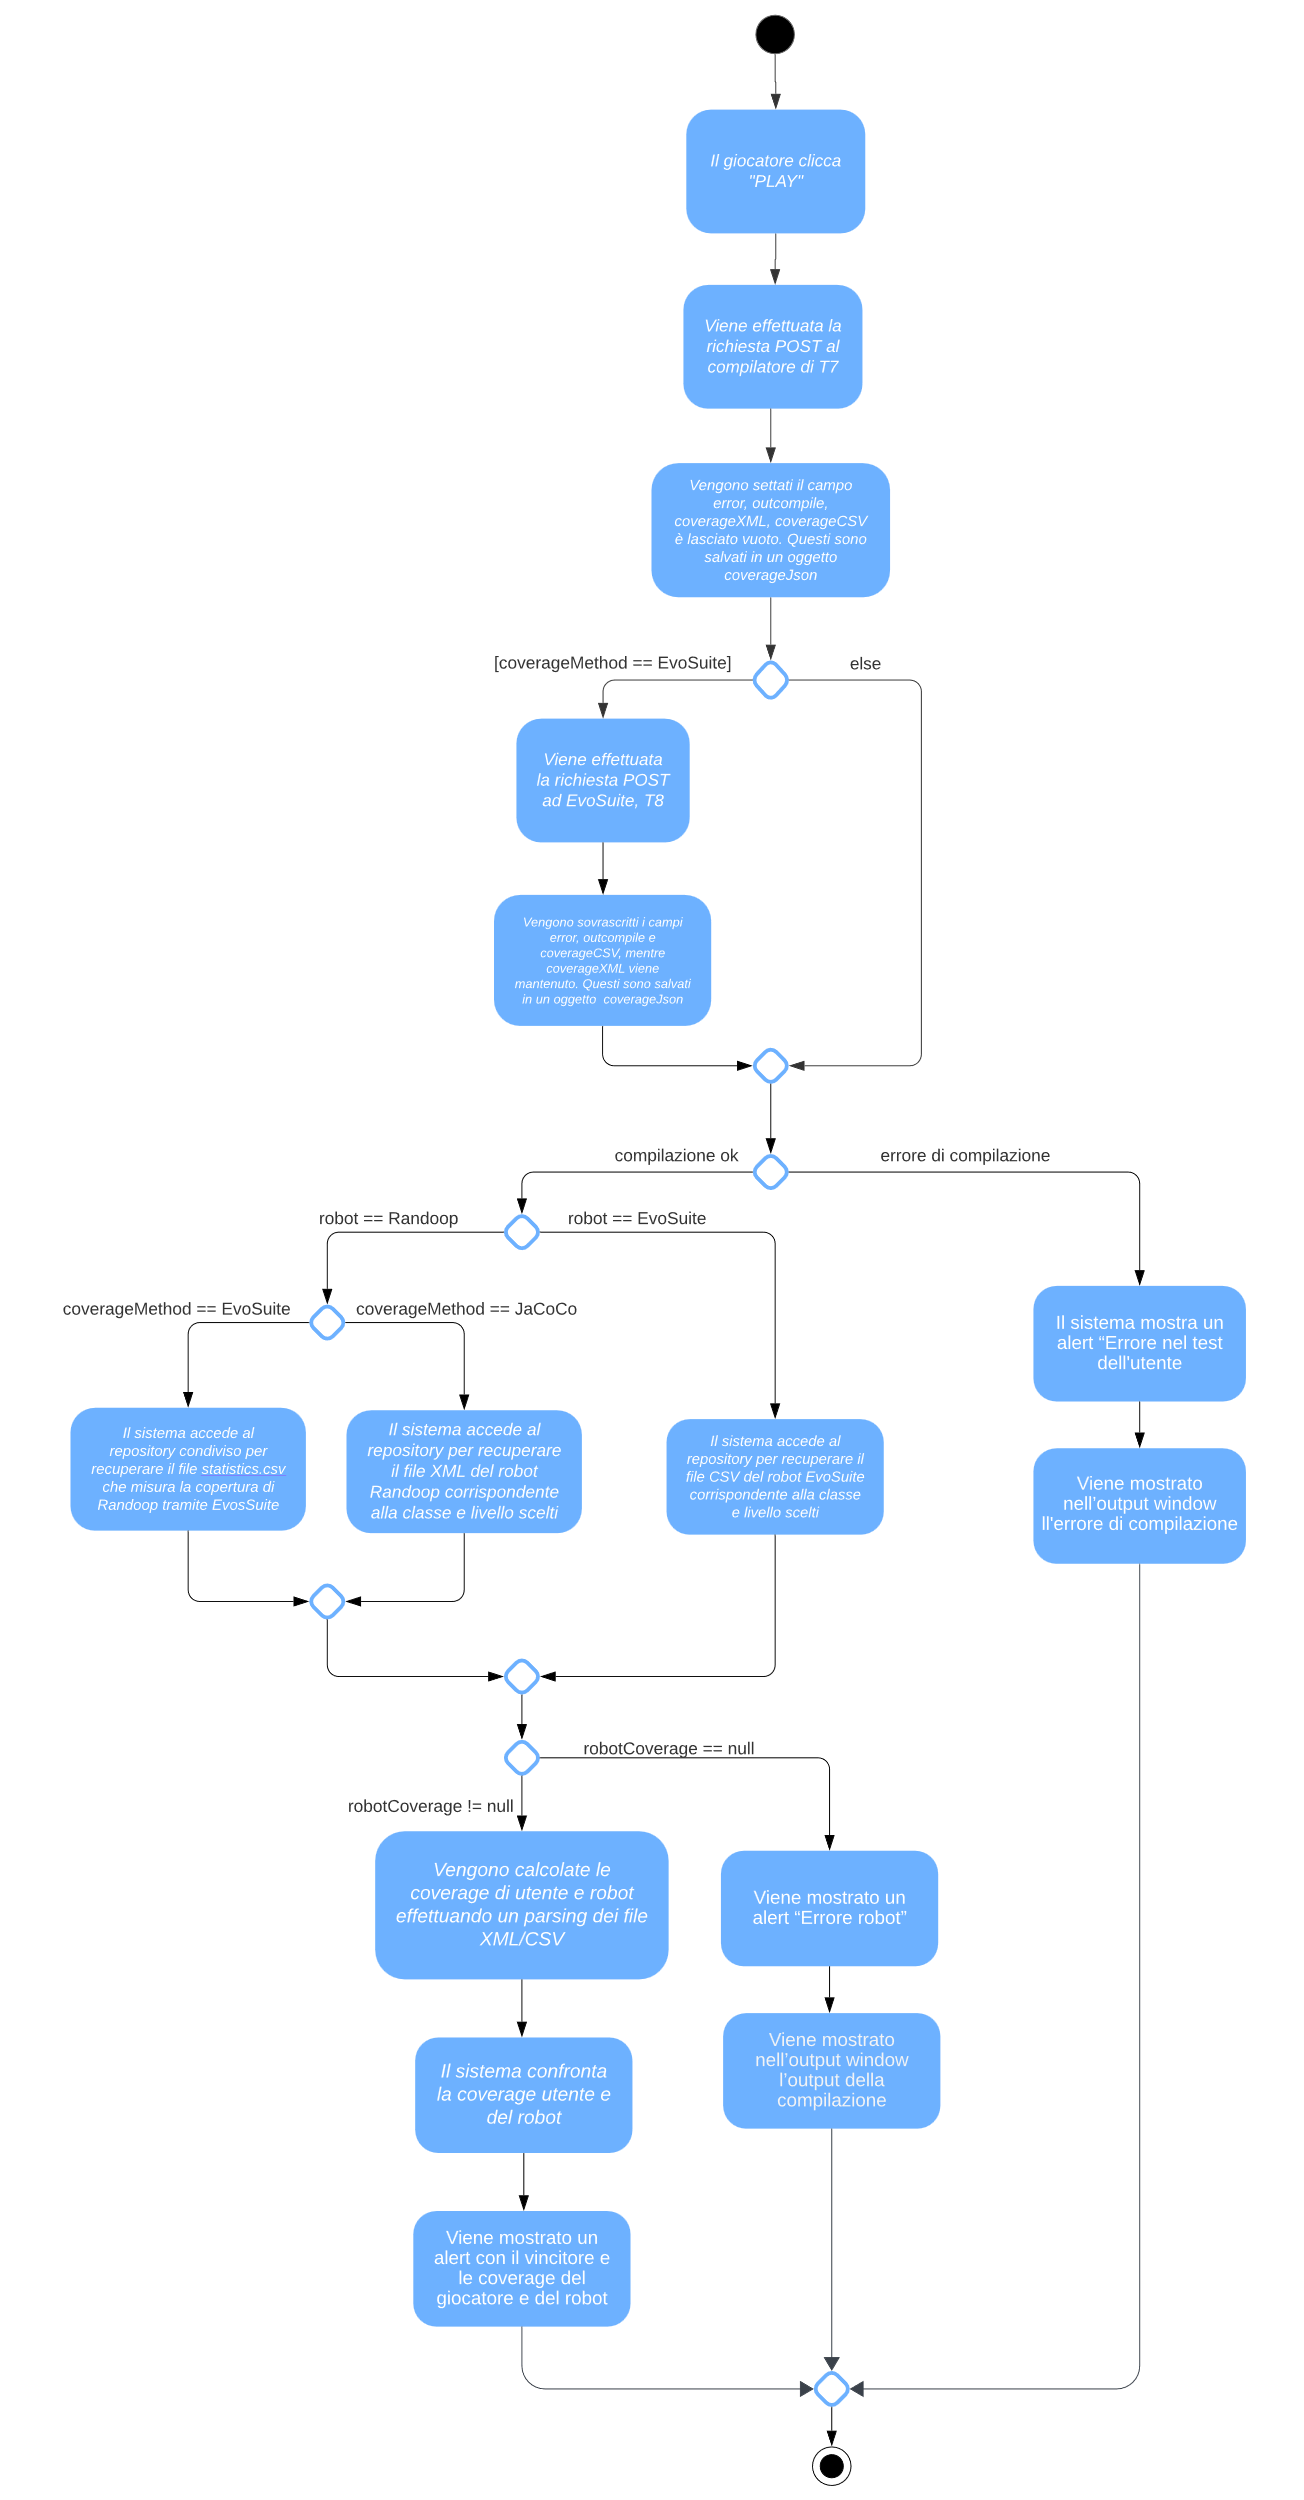 Il giocatore clicca
"PLAY"
Viene effettuata la
richiesta POST al
compilatore di T7
Vengono settati il campo
error, outcompile,
coverageXML, coverageCSV
è lasciato vuoto. Questi sono
salvati in un oggetto
coverageJson
[coverageMethod == EvoSuite]
else
Viene effettuata
la richiesta POST
ad EvoSuite, T8
Vengono sovrascritti i campi
error, outcompile e
coverageCSV, mentre
coverageXML viene
mantenuto. Questi sono salvati
in un oggetto  coverageJson
compilazione ok
errore di compilazione
robot == Randoop
robot == EvoSuite
coverageMethod == EvoSuite
coverageMethod == JaCoCo
Il sistema mostra un
alert “Errore nel test
dell'utente
Il sistema accede al
repository condiviso per
recuperare il file statistics.csv
che misura la copertura di
Randoop tramite EvosSuite
Il sistema accede al
repository per recuperare
il file XML del robot
Randoop corrispondente
alla classe e livello scelti
Il sistema accede al
repository per recuperare il
file CSV del robot EvoSuite
corrispondente alla classe
e livello scelti
Viene mostrato
nell’output window
ll'errore di compilazione
robotCoverage == null
robotCoverage != null
Vengono calcolate le
coverage di utente e robot
effettuando un parsing dei file
XML/CSV
Viene mostrato un
alert “Errore robot”
Il sistema confronta
la coverage utente e
del robot
Viene mostrato
nell’output window
l’output della
compilazione
Viene mostrato un
alert con il vincitore e
le coverage del
giocatore e del robot